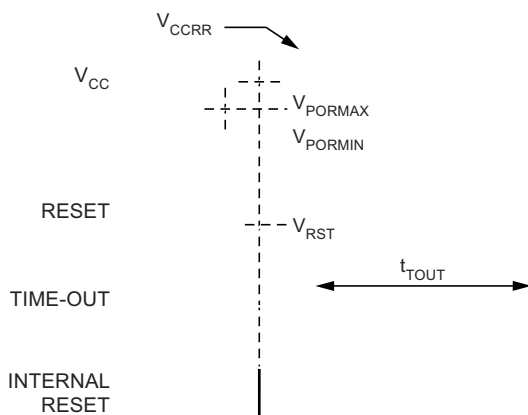 V_CCRR
V_CC
V_PORMAX
V_PORMIN
RESET
V_RST
t_TOUT
TIME-OUT
INTERNAL
RESET